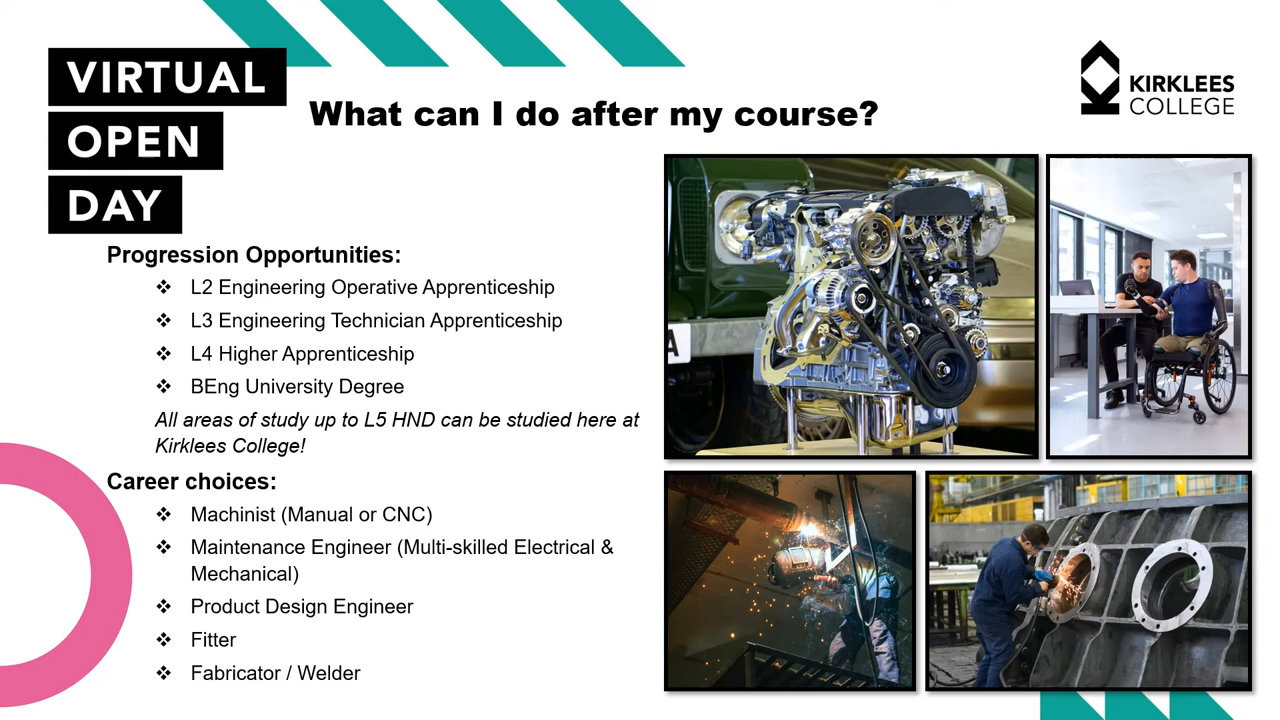 VIRTUAL
OPEN
DAY
What can I do after my course?
KIRKLEES
COLLEGE
Progression Opportunities:
❖ L2 Engineering Operative Apprenticeship
❖ L3 Engineering Technician Apprenticeship
❖ L4 Higher Apprenticeship
❖ BEng University Degree
All areas of study up to L5 HND can be studied here at
Kirklees College!
Career choices:
❖ Machinist (Manual or CNC)
❖ Maintenance Engineer (Multi-skilled Electrical &
Mechanical)
❖ Product Design Engineer
❖ Fitter
❖ Fabricator / Welder
A